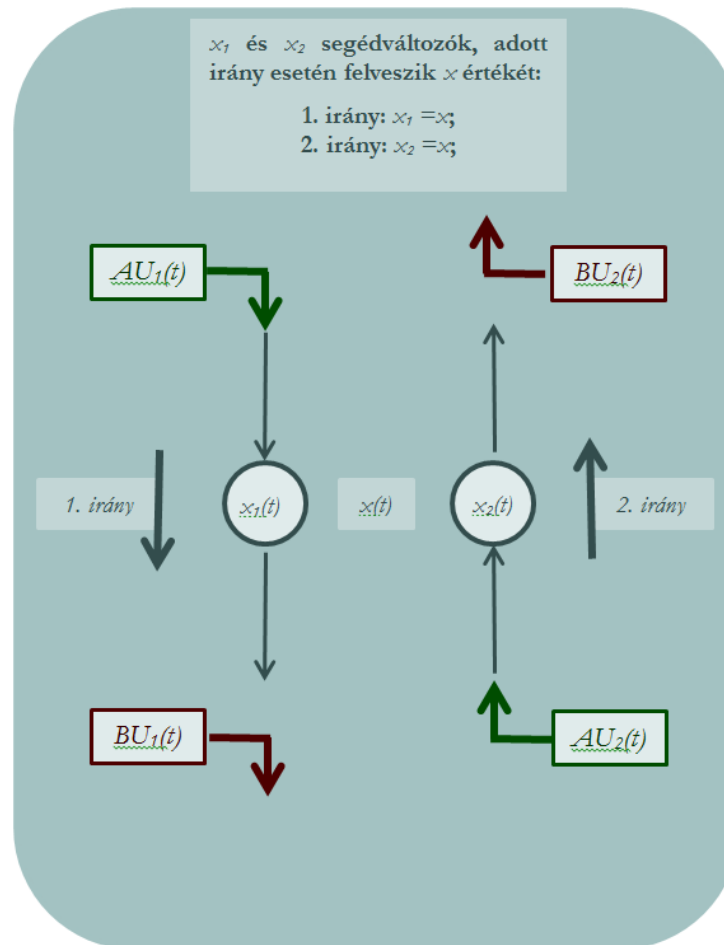 x₁ és x₂ segédváltozók, adott
irány esetén felveszik x értékét:
1. irány: x₁ =x;
2. irány: x₂ =x;
AU₁(t)
BU₂(t)
1. irány
x₁(t)
x(t)
x₂(t)
2. irány
BU₁(t)
AU₂(t)